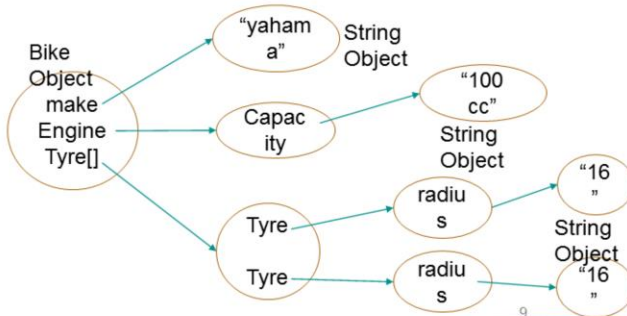 Bike
Object
make
Engine
Tyre[]
“yaham
a”
String
Object
Capac
ity
“100
cc”
String
Object
Tyre
Tyre
radiu
s
“16
”
String
Object
radiu
s
“16
”
9